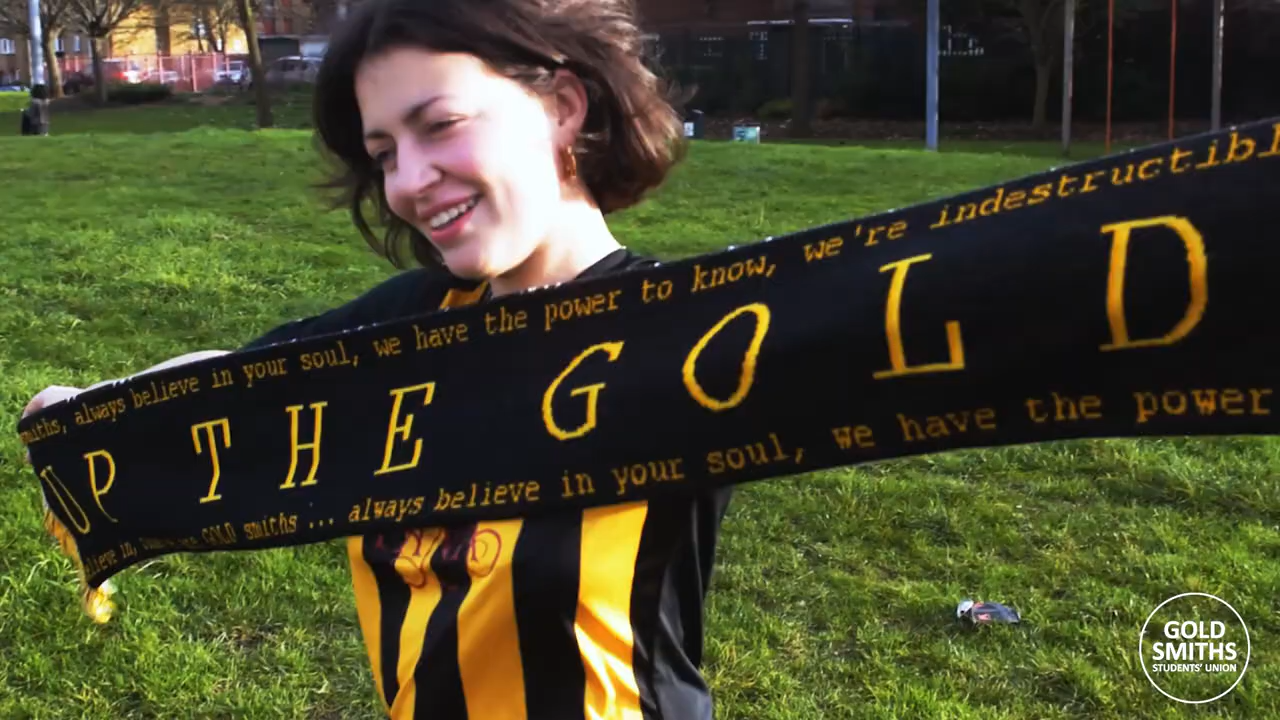 smiths, always believe in your soul, we have the power to know, we're indestructibl
UP THE GOLD
believe in, GOLD smiths ... always believe in your soul, we have the power
GOLD
SMITHS
STUDENTS' UNION